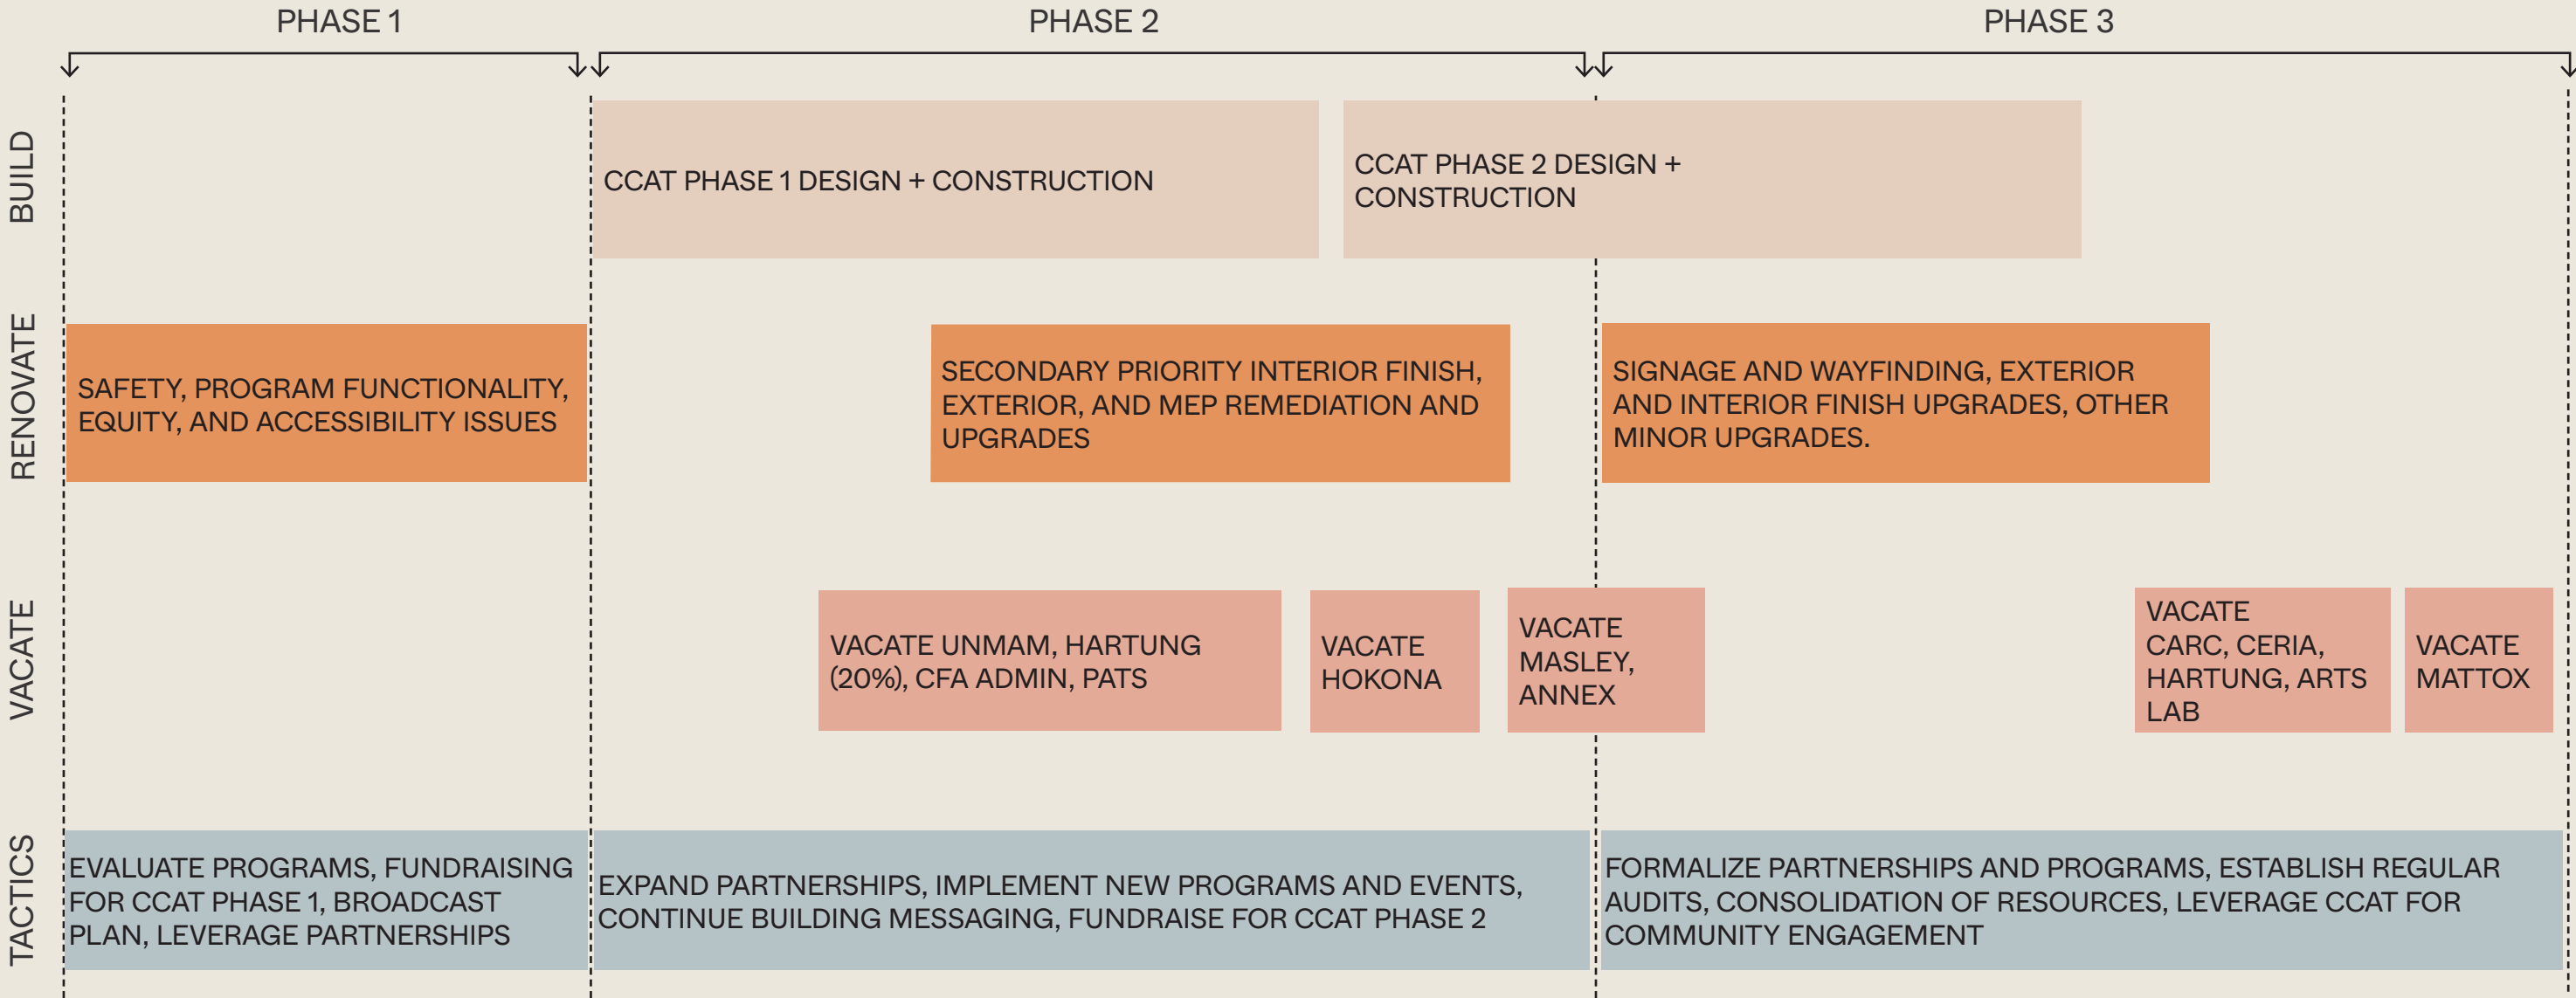 PHASE 1
PHASE 2
PHASE 3
BUILD
CCAT PHASE 1 DESIGN + CONSTRUCTION
CCAT PHASE 2 DESIGN +
CONSTRUCTION
RENOVATE
SAFETY, PROGRAM FUNCTIONALITY,
EQUITY, AND ACCESSIBILITY ISSUES
SECONDARY PRIORITY INTERIOR FINISH,
EXTERIOR, AND MEP REMEDIATION AND
UPGRADES
SIGNAGE AND WAYFINDING, EXTERIOR
AND INTERIOR FINISH UPGRADES, OTHER
MINOR UPGRADES.
VACATE
VACATE UNMAM, HARTUNG
(20%), CFA ADMIN, PATS
VACATE
HOKONA
VACATE
MASLEY,
ANNEX
VACATE
CARC, CERIA,
HARTUNG, ARTS
LAB
VACATE
MATTOX
TACTICS
EVALUATE PROGRAMS, FUNDRAISING
FOR CCAT PHASE 1, BROADCAST
PLAN, LEVERAGE PARTNERSHIPS
EXPAND PARTNERSHIPS, IMPLEMENT NEW PROGRAMS AND EVENTS,
CONTINUE BUILDING MESSAGING, FUNDRAISE FOR CCAT PHASE 2
FORMALIZE PARTNERSHIPS AND PROGRAMS, ESTABLISH REGULAR
AUDITS, CONSOLIDATION OF RESOURCES, LEVERAGE CCAT FOR
COMMUNITY ENGAGEMENT